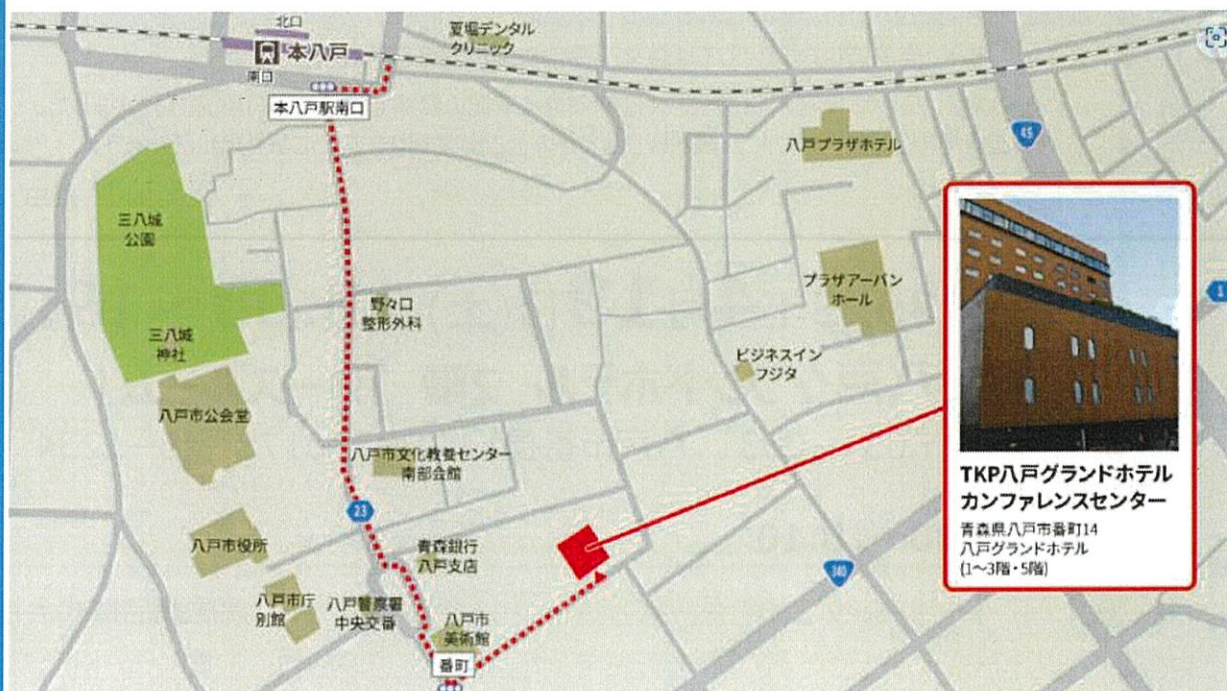 北口
本八戸
南口
本八戸駅南口
夏堀デンタル
クリニック
八戸プラザホテル
45
三八城
公園
三八城
神社
野々口
整形外科
プラザアーバン
ホール
1
ビジネスイン
フジタ
八戸市公会堂
八戸市文化教養センター
南部会館
23
八戸市役所
青森銀行
八戸支店
八戸市庁
別館
八戸警察署
中央交番
八戸市
美術館
番町
340
TKP八戸グランドホテル
カンファレンスセンター
青森県八戸市番町14
八戸グランドホテル
(1〜3階・5階)